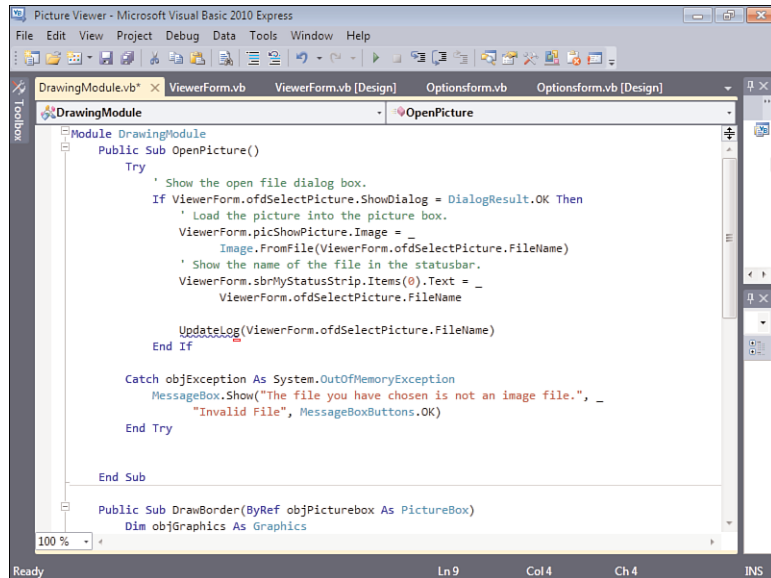 Picture Viewer - Microsoft Visual Basic 2010 Express
File Edit View Project Debug Data Tools Window Help
DrawingModule.vb* ViewerForm.vb ViewerForm.vb [Design] Optionsform.vb Optionsform.vb [Design]
Toolbox
DrawingModule OpenPicture
Module DrawingModule
Public Sub OpenPicture()
Try
' Show the open file dialog box.
If ViewerForm.ofdSelectPicture.ShowDialog = DialogResult.OK Then
' Load the picture into the picture box.
ViewerForm.picShowPicture.Image = _
Image.FromFile(ViewerForm.ofdSelectPicture.FileName)
' Show the name of the file in the statusbar.
ViewerForm.sbrMyStatusStrip.Items(0).Text = _
ViewerForm.ofdSelectPicture.FileName
UpdateLog(ViewerForm.ofdSelectPicture.FileName)
End If
Catch objException As System.OutOfMemoryException
MessageBox.Show("The file you have chosen is not an image file.", _
"Invalid File", MessageBoxButtons.OK)
End Try
End Sub
Public Sub DrawBorder(ByRef objPicturebox As PictureBox)
Dim objGraphics As Graphics
100 %
Ready Ln 9 Col 4 Ch 4 INS